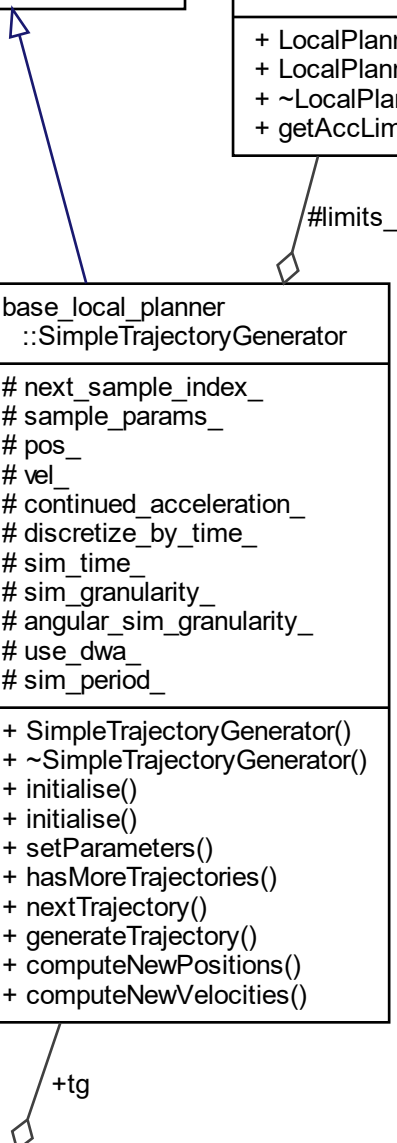 + LocalPlann
+ LocalPlann
+ ~LocalPlan
+ getAccLim
#limits_
base_local_planner
::SimpleTrajectoryGenerator
# next_sample_index_
# sample_params_
# pos_
# vel_
# continued_acceleration_
# discretize_by_time_
# sim_time_
# sim_granularity_
# angular_sim_granularity_
# use_dwa_
# sim_period_
+ SimpleTrajectoryGenerator()
+ ~SimpleTrajectoryGenerator()
+ initialise()
+ initialise()
+ setParameters()
+ hasMoreTrajectories()
+ nextTrajectory()
+ generateTrajectory()
+ computeNewPositions()
+ computeNewVelocities()
+tg